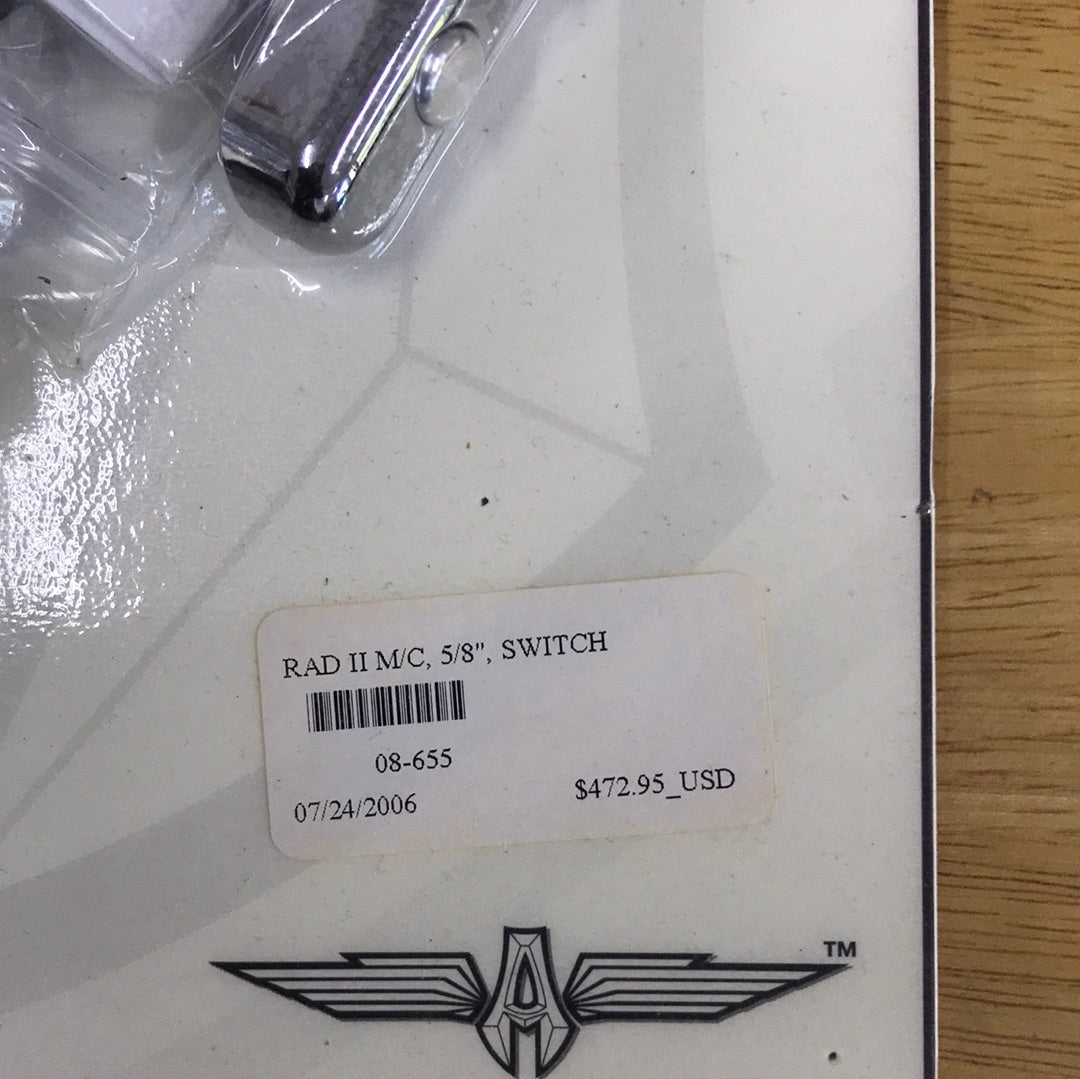 RAD II M/C, 5/8", SWITCH
08-655
07/24/2006
$472.95_USD
TM